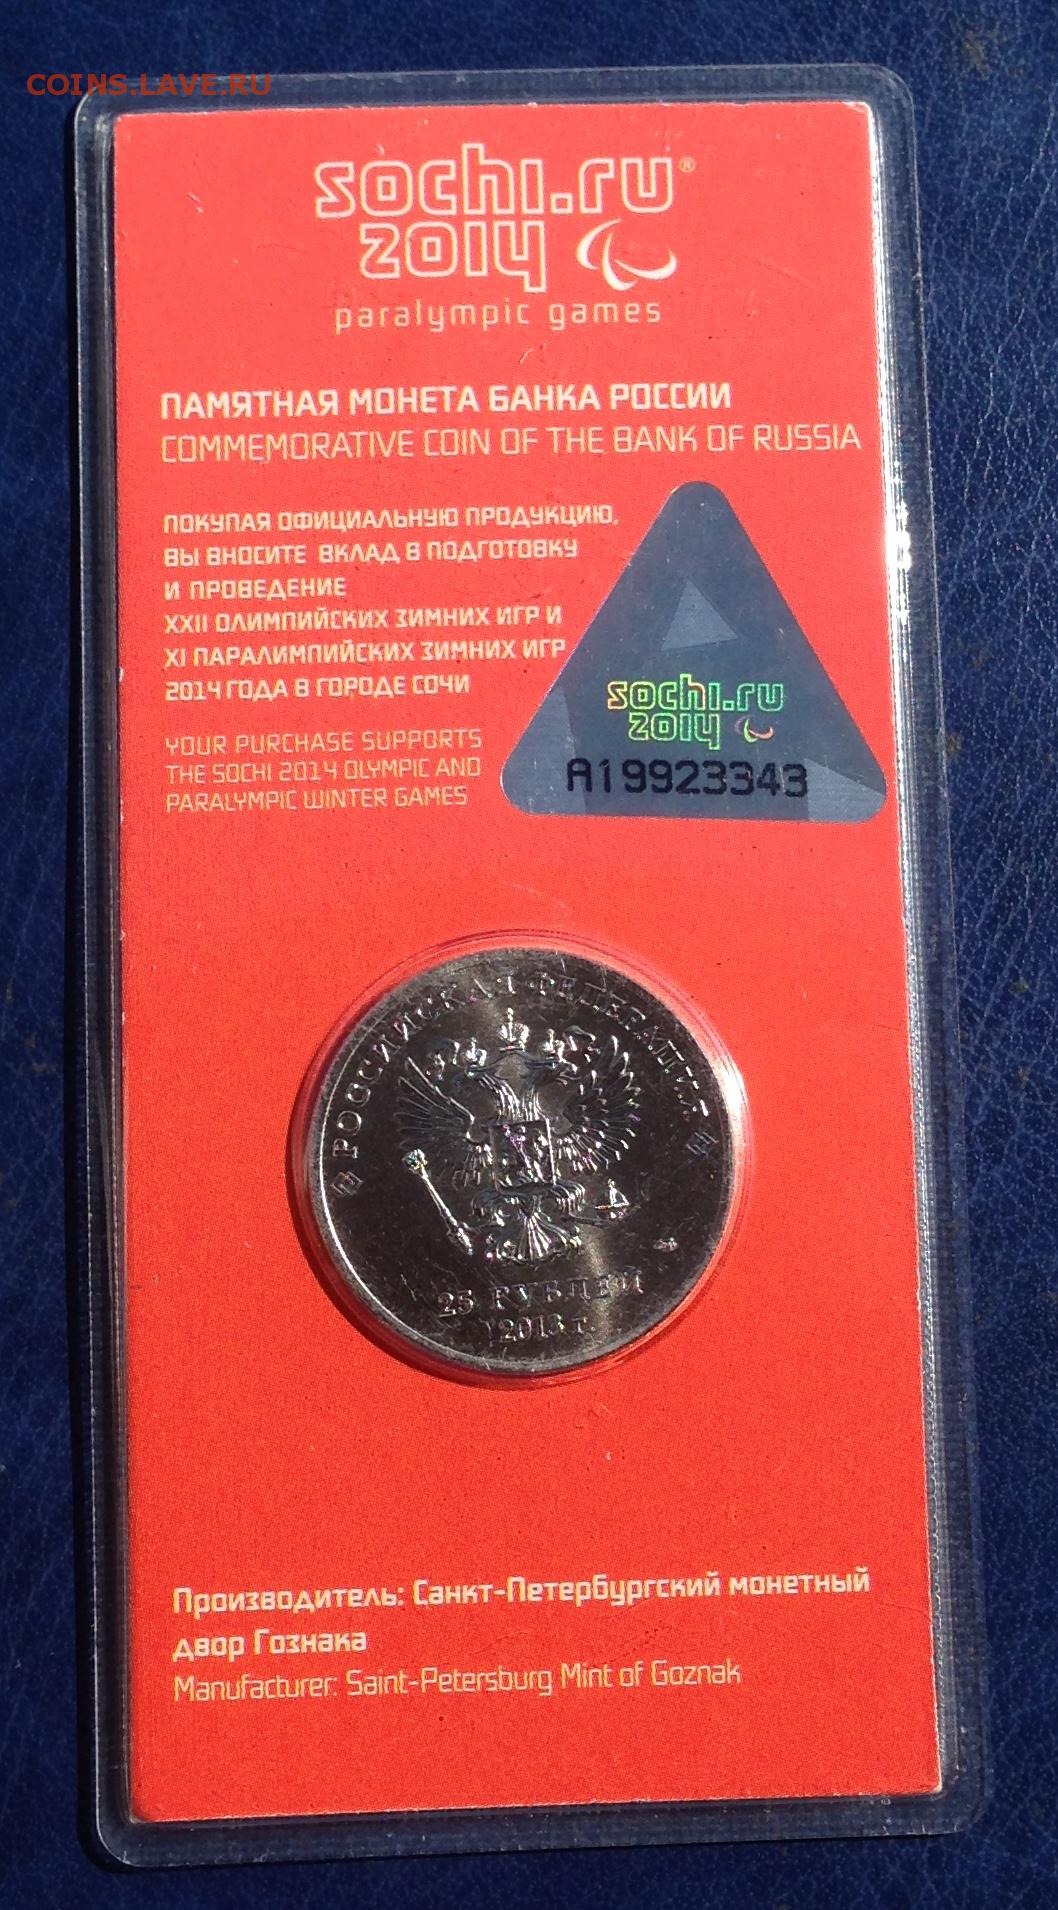 COINS.LAVE.RU
sochi.ru®
2014
paralympic games
ПАМЯТНАЯ МОНЕТА БАНКА РОССИИ
COMMEMORATIVE COIN OF THE BANK OF RUSSIA
ПОКУПАЯ ОФИЦИАЛЬНУЮ ПРОДУКЦИЮ,
ВЫ ВНОСИТЕ ВКЛАД В ПОДГОТОВКУ
И ПРОВЕДЕНИЕ
XXII ОЛИМПИЙСКИХ ЗИМНИХ ИГР И
XI ПАРАЛИМПИЙСКИХ ЗИМНИХ ИГР
2014 ГОДА В ГОРОДЕ СОЧИ
YOUR PURCHASE SUPPORTS
THE SOCHI 2014 OLYMPIC AND
PARALYMPIC WINTER GAMES
sochi.ru
2014
A19923343
РОССИЙСКАЯ ФЕДЕРАЦИЯ
25 РУБЛЕЙ
2013 г.
Производитель: Санкт-Петербургский монетный
двор Гознака
Manufacturer: Saint-Petersburg Mint of Goznak